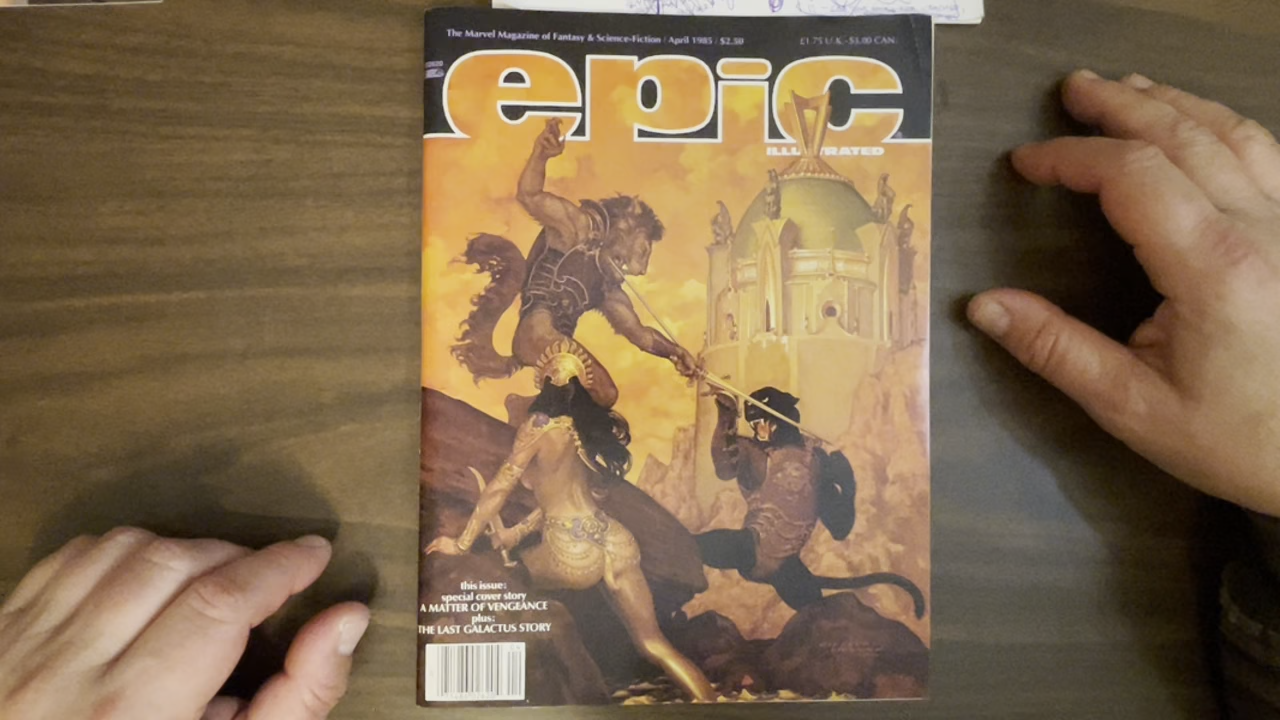 The Marvel Magazine of Fantasy & Science-Fiction / April 1985 / $2.50
£1.75 U.K.-$3.00 CAN.
epic
ILLUSTRATED
this issue:
special cover story
A MATTER OF VENGEANCE
plus:
THE LAST GALACTUS STORY